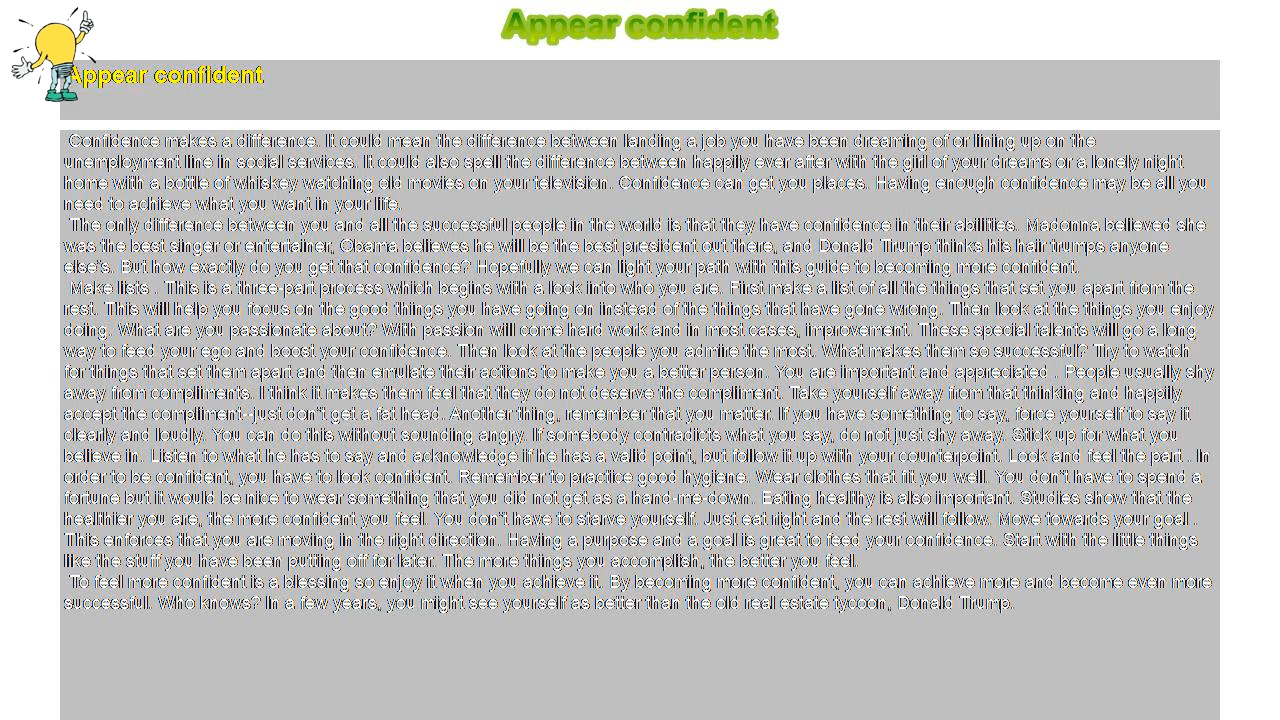 Appear confident
Appear confident
Confidence makes a difference. It could mean the difference between landing a job you have been dreaming of or lining up on the
unemployment line in social services. It could also spell the difference between happily ever after with the girl of your dreams or a lonely night
home with a bottle of whiskey watching old movies on your television. Confidence can get you places. Having enough confidence may be all you
need to achieve what you want in your life.
The only difference between you and all the successful people in the world is that they have confidence in their abilities. Madonna believed she
was the best singer or entertainer, Obama believes he will be the best president out there, and Donald Trump thinks his hair trumps anyone
else's. But how exactly do you get that confidence? Hopefully we can light your path with this guide to becoming more confident.
Make lists . This is a three-part process which begins with a look into who you are. First make a list of all the things that set you apart from the
rest. This will help you focus on the good things you have going on instead of the things that have gone wrong. Then look at the things you enjoy
doing. What are you passionate about? With passion will come hard work and in most cases, improvement. These special talents will go a long
way to feed your ego and boost your confidence. Then look at the people you admire the most. What makes them so successful? Try to watch
for things that set them apart and then emulate their actions to make you a better person. You are important and appreciated . People usually shy
away from compliments. I think it makes them feel that they do not deserve the compliment. Take yourself away from that thinking and happily
accept the compliment--just don't get a fat head. Another thing, remember that you matter. If you have something to say, force yourself to say it
clearly and loudly. You can do this without sounding angry. If somebody contradicts what you say, do not just shy away. Stick up for what you
believe in. Listen to what he has to say and acknowledge if he has a valid point, but follow it up with your counterpoint. Look and feel the part . In
order to be confident, you have to look confident. Remember to practice good hygiene. Wear clothes that fit you well. You don't have to spend a
fortune but it would be nice to wear something that you did not get as a hand-me-down. Eating healthy is also important. Studies show that the
healthier you are, the more confident you feel. You don't have to starve yourself. Just eat right and the rest will follow. Move towards your goal .
This enforces that you are moving in the right direction. Having a purpose and a goal is great to feed your confidence. Start with the little things
like the stuff you have been putting off for later. The more things you accomplish, the better you feel.
To feel more confident is a blessing so enjoy it when you achieve it. By becoming more confident, you can achieve more and become even more
successful. Who knows? In a few years, you might see yourself as better than the old real estate tycoon, Donald Trump.